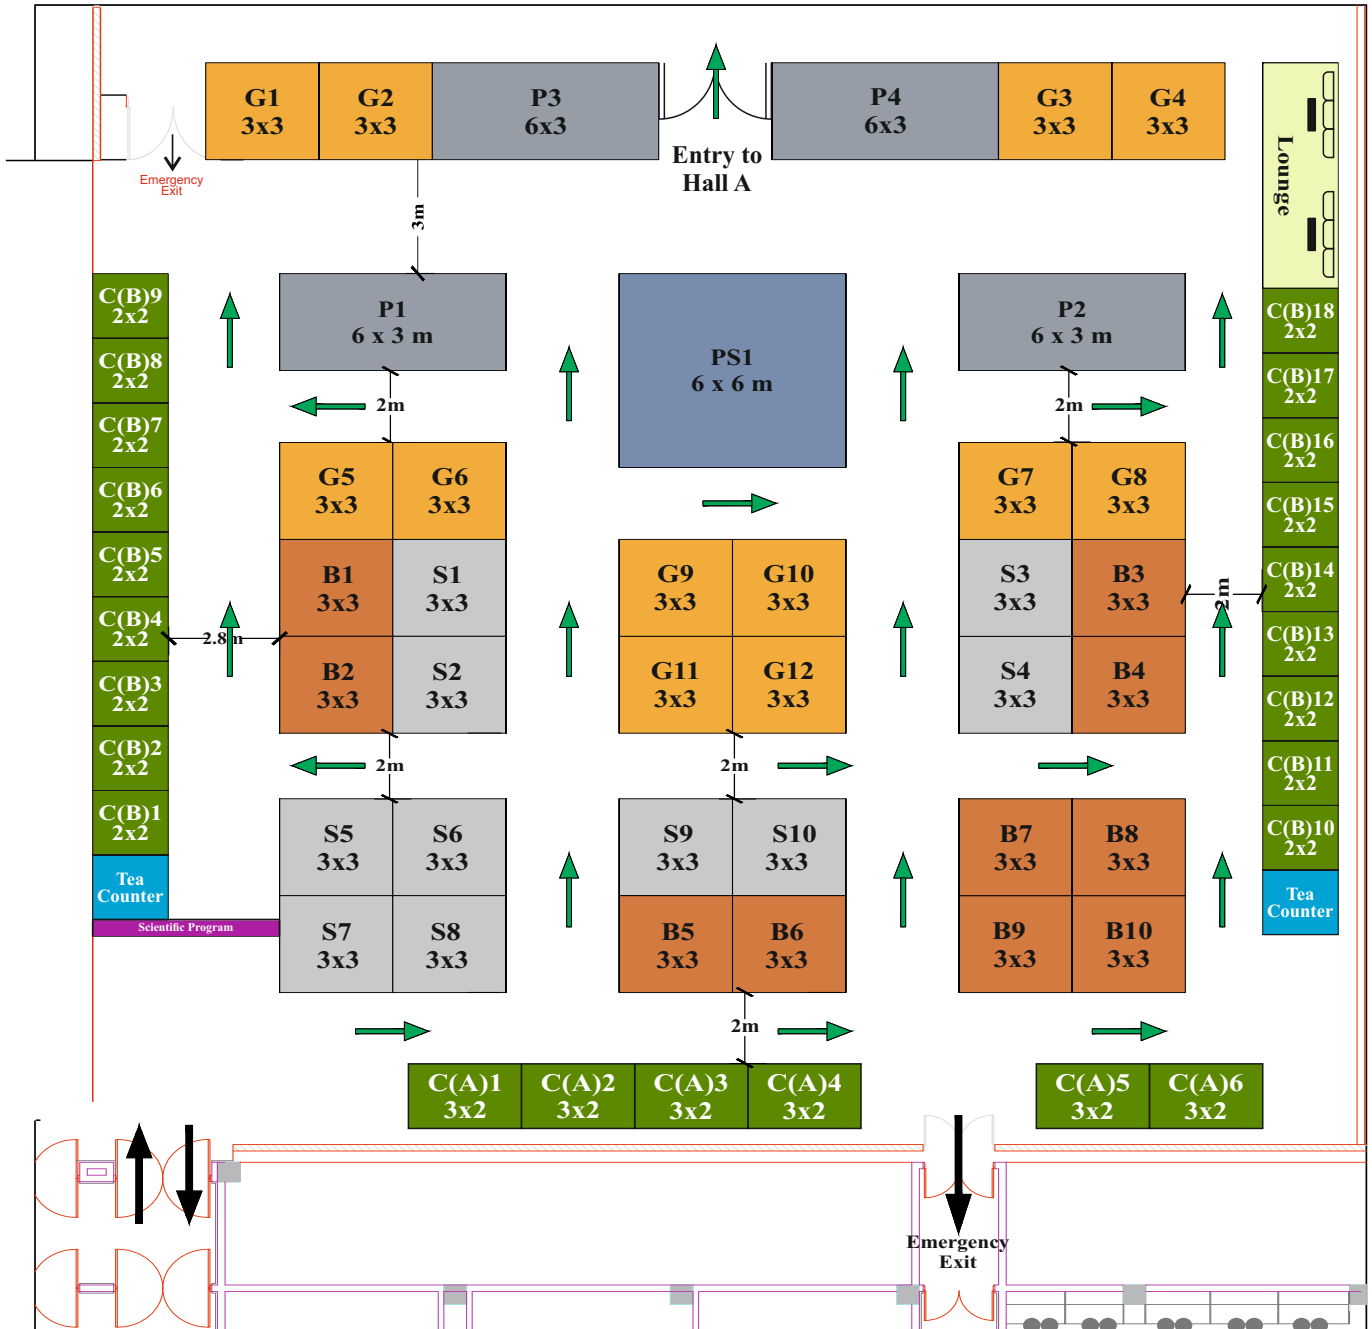 G1
3x3
G2
3x3
P3
6x3
P4
6x3
G3
3x3
G4
3x3
Entry to
Hall A
Emergency
Exit
Lounge
3m
C(B)9
2x2
C(B)8
2x2
C(B)7
2x2
C(B)6
2x2
C(B)5
2x2
C(B)4
2x2
C(B)3
2x2
C(B)2
2x2
C(B)1
2x2
Tea
Counter
Scientific Program
P1
6 x 3 m
2m
G5
3x3
G6
3x3
B1
3x3
S1
3x3
B2
3x3
S2
3x3
2.8m
2m
S5
3x3
S6
3x3
S7
3x3
S8
3x3
PS1
6 x 6 m
G9
3x3
G10
3x3
G11
3x3
G12
3x3
2m
S9
3x3
S10
3x3
B5
3x3
B6
3x3
2m
P2
6 x 3 m
2m
G7
3x3
G8
3x3
S3
3x3
B3
3x3
S4
3x3
B4
3x3
2m
B7
3x3
B8
3x3
B9
3x3
B10
3x3
C(B)18
2x2
C(B)17
2x2
C(B)16
2x2
C(B)15
2x2
C(B)14
2x2
C(B)13
2x2
C(B)12
2x2
C(B)11
2x2
C(B)10
2x2
Tea
Counter
C(A)1
3x2
C(A)2
3x2
C(A)3
3x2
C(A)4
3x2
C(A)5
3x2
C(A)6
3x2
Emergency
Exit